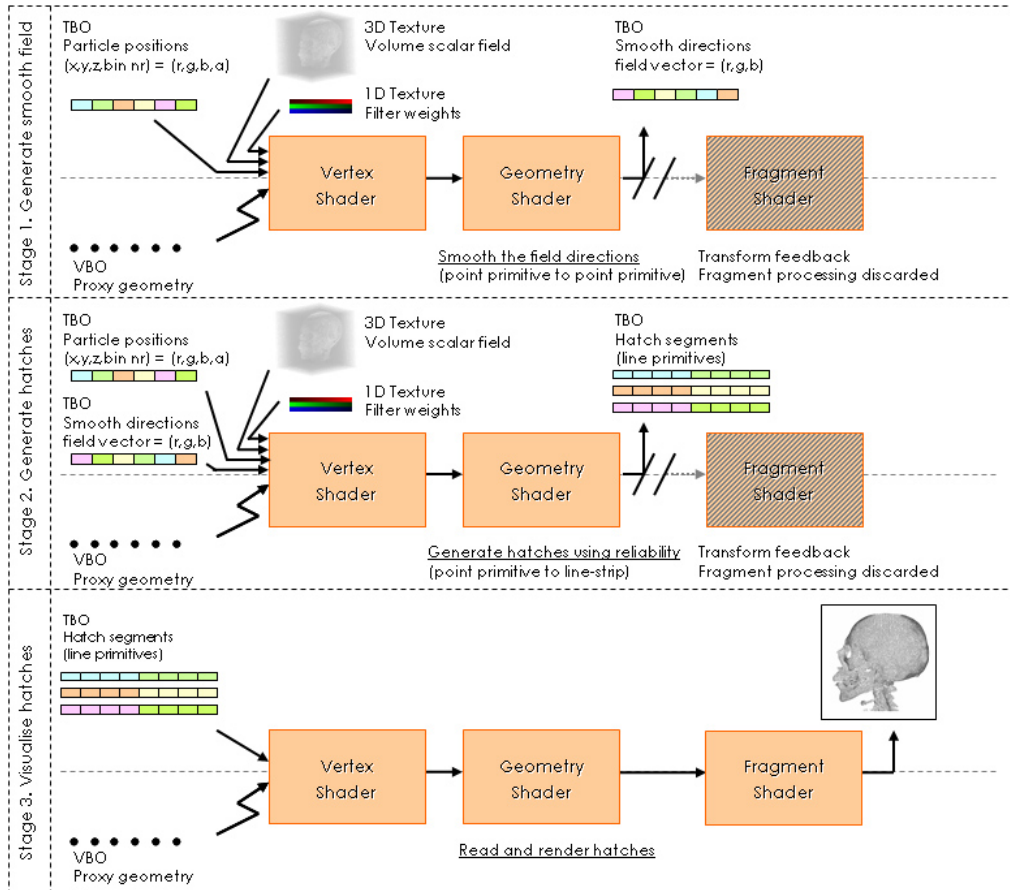 Stage 1. Generate smooth field
TBO
Particle positions
(x,y,z,bin nr) = (r,g,b,a)
3D Texture
Volume scalar field
1D Texture
Filter weights
TBO
Smooth directions
field vector = (r,g,b)
Vertex
Shader
Geometry
Shader
Fragment
Shader
VBO
Proxy geometry
Smooth the field directions
(point primitive to point primitive)
Transform feedback
Fragment processing discarded
Stage 2. Generate hatches
TBO
Particle positions
(x,y,z,bin nr) = (r,g,b,a)
TBO
Smooth directions
field vector = (r,g,b)
3D Texture
Volume scalar field
1D Texture
Filter weights
TBO
Hatch segments
(line primitives)
Vertex
Shader
Geometry
Shader
Fragment
Shader
VBO
Proxy geometry
Generate hatches using reliability
(point primitive to line-strip)
Transform feedback
Fragment processing discarded
Stage 3. Visualise hatches
TBO
Hatch segments
(line primitives)
Vertex
Shader
Geometry
Shader
Fragment
Shader
VBO
Proxy geometry
Read and render hatches